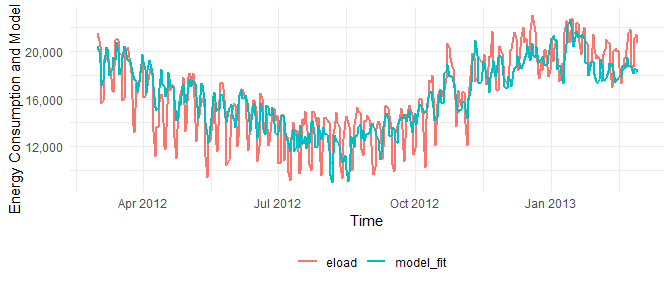 Energy Consumption and Model
20,000
16,000
12,000
Apr 2012 Jul 2012 Oct 2012 Jan 2013
Time
eload model_fit